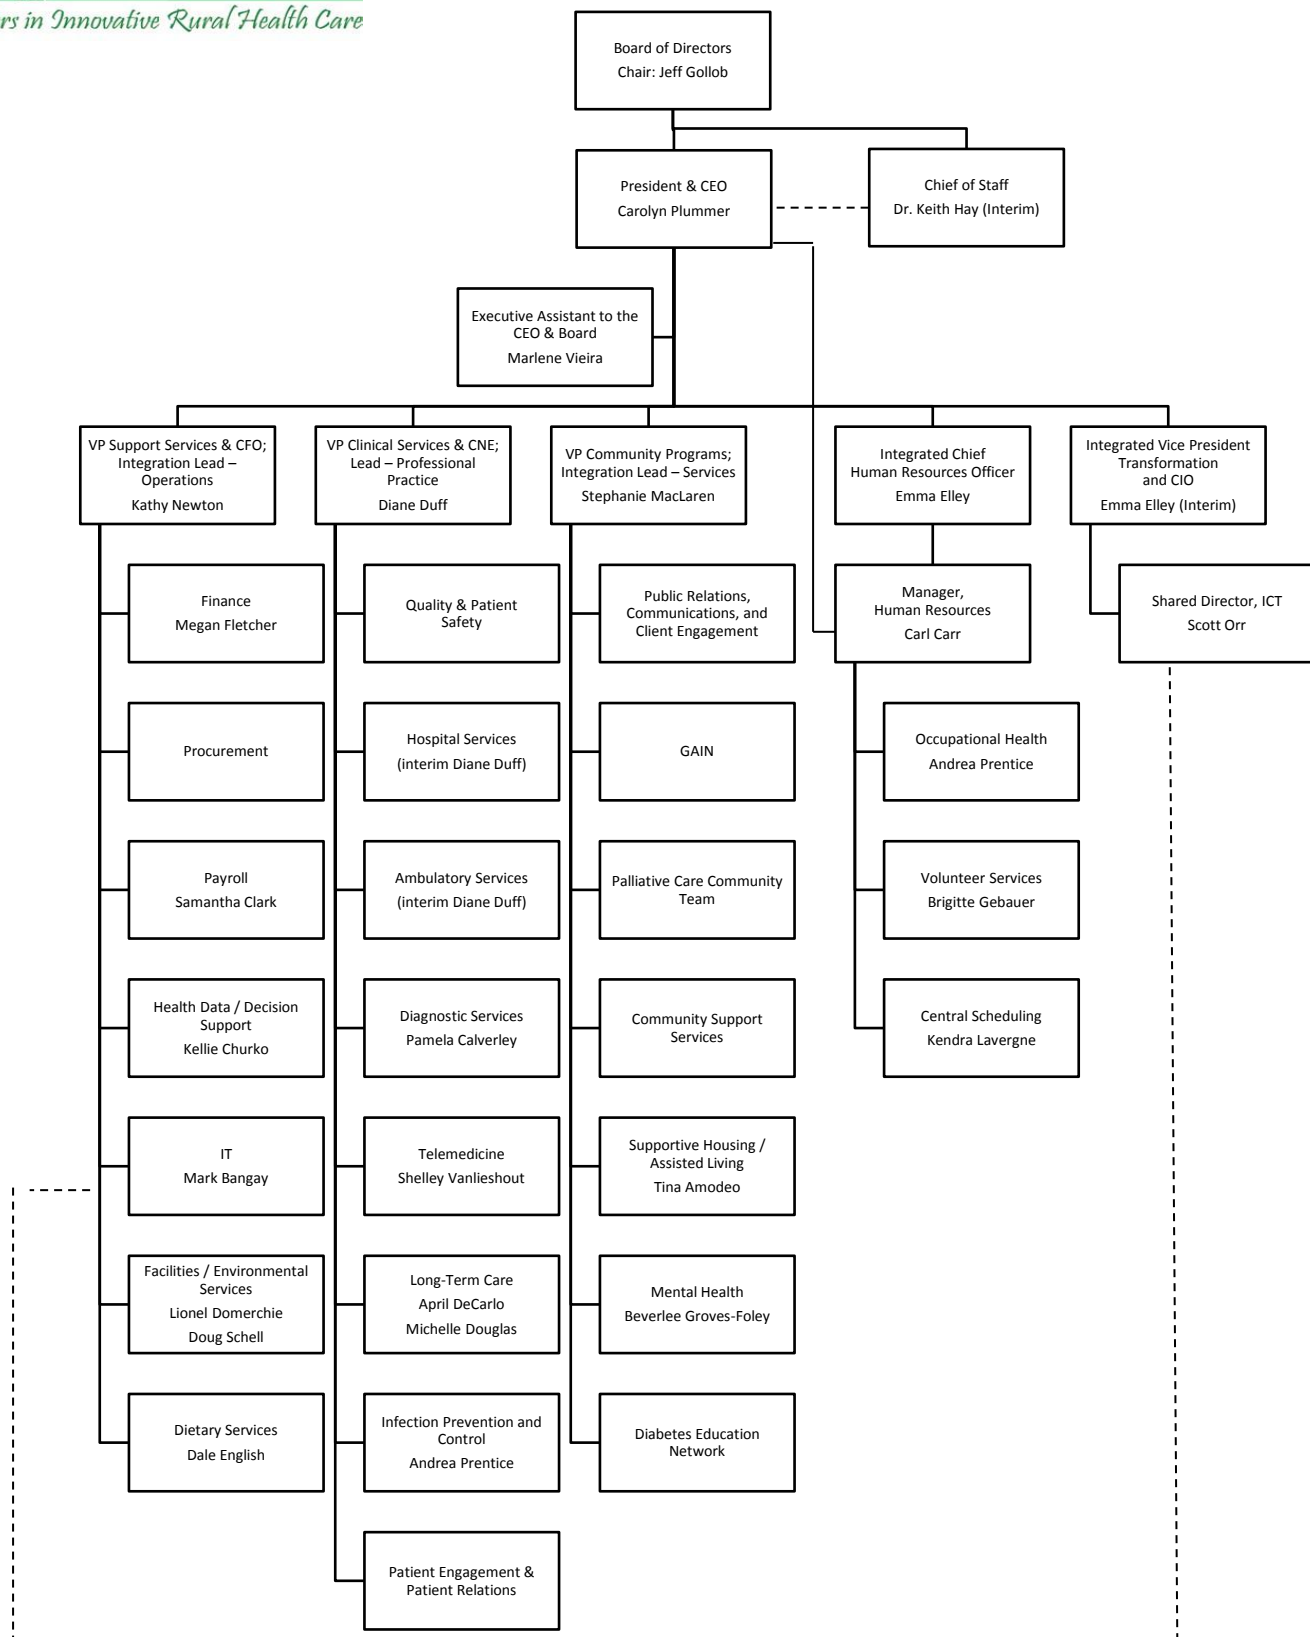 rs in Innovative Rural Health Care
Board of Directors
Chair: Jeff Gollob
President & CEO
Carolyn Plummer
Chief of Staff
Dr. Keith Hay (Interim)
Executive Assistant to the
CEO & Board
Marlene Vieira
VP Support Services & CFO;
Integration Lead –
Operations
Kathy Newton
VP Clinical Services & CNE;
Lead – Professional
Practice
Diane Duff
VP Community Programs;
Integration Lead – Services
Stephanie MacLaren
Integrated Chief
Human Resources Officer
Emma Elley
Integrated Vice President
Transformation
and CIO
Emma Elley (Interim)
Finance
Megan Fletcher
Quality & Patient
Safety
Public Relations,
Communications, and
Client Engagement
Manager,
Human Resources
Carl Carr
Shared Director, ICT
Scott Orr
Procurement
Hospital Services
(interim Diane Duff)
GAIN
Occupational Health
Andrea Prentice
Payroll
Samantha Clark
Ambulatory Services
(interim Diane Duff)
Palliative Care Community
Team
Volunteer Services
Brigitte Gebauer
Health Data / Decision
Support
Kellie Churko
Diagnostic Services
Pamela Calverley
Community Support
Services
Central Scheduling
Kendra Lavergne
IT
Mark Bangay
Telemedicine
Shelley Vanlieshout
Supportive Housing /
Assisted Living
Tina Amodeo
Facilities / Environmental
Services
Lionel Domerchie
Doug Schell
Long-Term Care
April DeCarlo
Michelle Douglas
Mental Health
Beverlee Groves-Foley
Dietary Services
Dale English
Infection Prevention and
Control
Andrea Prentice
Diabetes Education
Network
Patient Engagement &
Patient Relations